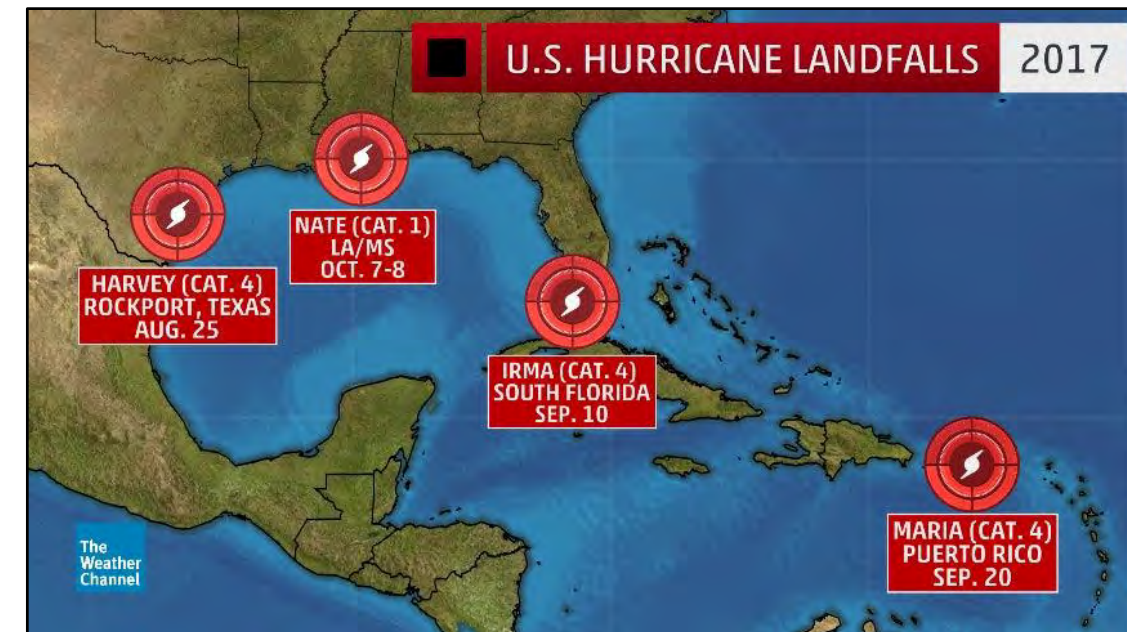 U.S. HURRICANE LANDFALLS 2017
NATE (CAT. 1)
LA/MS
OCT. 7-8
HARVEY (CAT. 4)
ROCKPORT, TEXAS
AUG. 25
IRMA (CAT. 4)
SOUTH FLORIDA
SEP. 10
MARIA (CAT. 4)
PUERTO RICO
SEP. 20
The
Weather
Channel